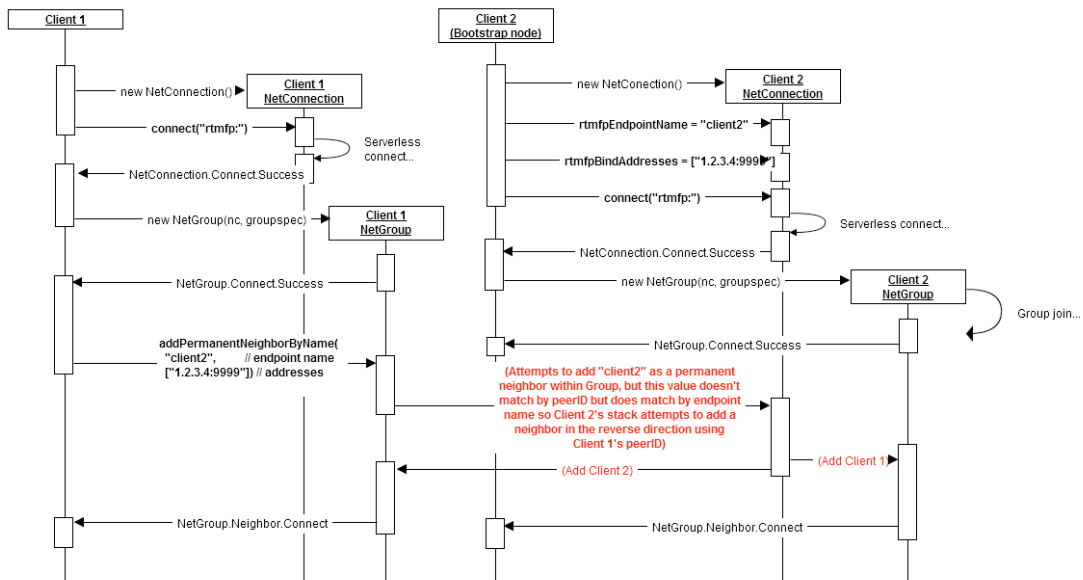 Client 1
Client 2
(Bootstrap node)
new NetConnection()
Client 1
NetConnection
new NetConection()
Client 2
NetConnection
connect("rtmfp:")
rtmfpEndpointName = "client2"
Serverless
connect...
rtmfpBindAddresses = ["1.2.3.4:9999"]
NetConnection.Connect.Success
connect("rtmfp:")
new NetGroup(nc, groupspec)
Client 1
NetGroup
Serverless connect...
NetConnection.Connect.Success
NetGroup.Connect.Success
new NetGroup(nc, groupspec)
Client 2
NetGroup
Group join...
addPermanentNeighborByName(
"client2", // endpoint name
["1.2.3.4:9999"]) // addresses
NetGroup.Connect.Success
(Attempts to add "client2" as a permanent
neighbor within Group, but this value doesn't
match by peerID but does match by endpoint
name so Client 2's stack attempts to add a
neighbor in the reverse direction using
Client 1's peerID)
(Add Client 2)
(Add Client 1)
NetGroup.Neighbor.Connect
NetGroup.Neighbor.Connect